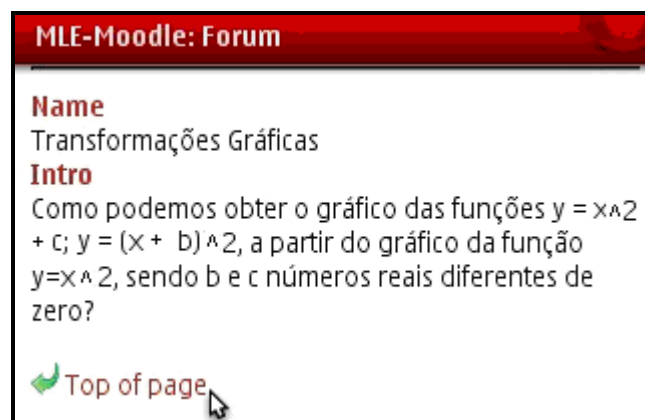 MLE-Moodle: Forum
Name
Transformações Gráficas
Intro
Como podemos obter o gráfico das funções y = x^2
+ c; y = (x + b)^2, a partir do gráfico da função
y=x^2, sendo b e c números reais diferentes de
zero?
Top of page